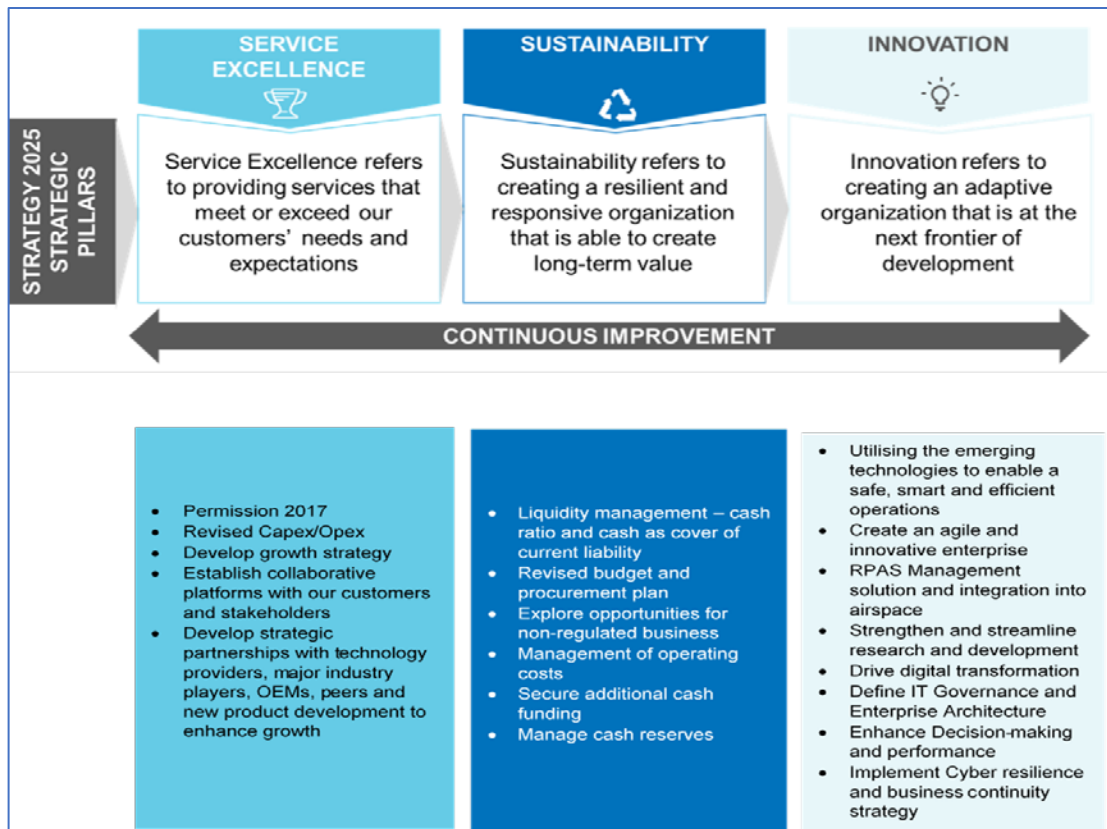 STRATEGY 2025
STRATEGIC
PILLARS
SERVICE
EXCELLENCE
Service Excellence refers
to providing services that
meet or exceed our
customers' needs and
expectations
SUSTAINABILITY
Sustainability refers to
creating a resilient and
responsive organization
that is able to create
long-term value
INNOVATION
Innovation refers to
creating an adaptive
organization that is at the
next frontier of
development
CONTINUOUS IMPROVEMENT
• Permission 2017
• Revised Capex/Opex
• Develop growth strategy
• Establish collaborative
platforms with our customers
and stakeholders
• Develop strategic
partnerships with technology
providers, major industry
players, OEMs, peers and
new product development to
enhance growth
• Liquidity management – cash
ratio and cash as cover of
current liability
• Revised budget and
procurement plan
• Explore opportunities for
non-regulated business
• Management of operating
costs
• Secure additional cash
funding
• Manage cash reserves
• Utilising the emerging
technologies to enable a
safe, smart and efficient
operations
• Create an agile and
innovative enterprise
• RPAS Management
solution and integration into
airspace
• Strengthen and streamline
research and development
• Drive digital transformation
• Define IT Governance and
Enterprise Architecture
• Enhance Decision-making
and performance
• Implement Cyber resilience
and business continuity
strategy